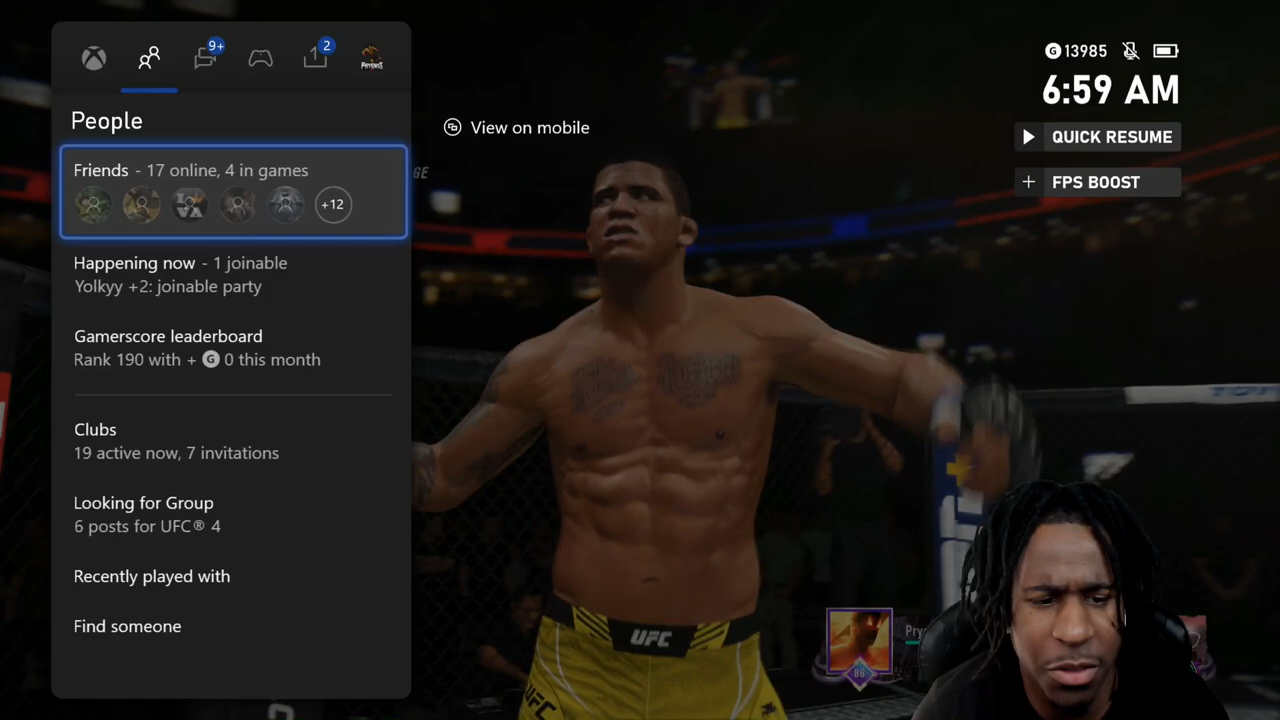 9+
2
PRYGRIS
People
Friends - 17 online, 4 in games
+12
Happening now - 1 joinable
Yolkyy +2: joinable party
Gamerscore leaderboard
Rank 190 with + G 0 this month
Clubs
19 active now, 7 invitations
Looking for Group
6 posts for UFC® 4
Recently played with
Find someone
View on mobile
G 13985
6:59 AM
QUICK RESUME
FPS BOOST
GE
UFC
UFC
86
Pry